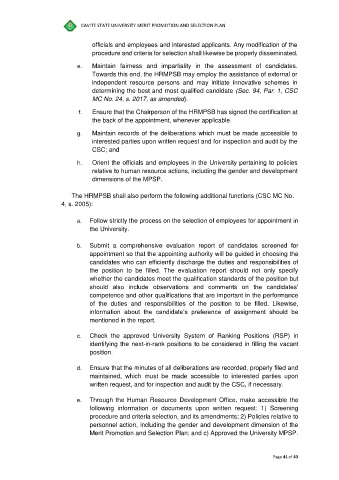 CAVITE STATE UNIVERSITY MERIT PROMOTION AND SELECTION PLAN
officials and employees and interested applicants. Any modification of the
procedure and criteria for selection shall likewise be properly disseminated.
e. Maintain fairness and impartiality in the assessment of candidates.
Towards this end, the HRMPSB may employ the assistance of external or
independent resource persons and may initiate innovative schemes in
determining the best and most qualified candidate (Sec. 94, Par. 1, CSC
MC No. 24, s. 2017, as amended).
f. Ensure that the Chairperson of the HRMPSB has signed the certification at
the back of the appointment, whenever applicable.
g. Maintain records of the deliberations which must be made accessible to
interested parties upon written request and for inspection and audit by the
CSC; and
h. Orient the officials and employees in the University pertaining to policies
relative to human resource actions, including the gender and development
dimensions of the MPSP.
The HRMPSB shall also perform the following additional functions (CSC MC No.
4, s. 2005):
a. Follow strictly the process on the selection of employees for appointment in
the University.
b. Submit a comprehensive evaluation report of candidates screened for
appointment so that the appointing authority will be guided in choosing the
candidates who can efficiently discharge the duties and responsibilities of
the position to be filled. The evaluation report should not only specify
whether the candidates meet the qualification standards of the position but
should also include observations and comments on the candidates'
competence and other qualifications that are important in the performance
of the duties and responsibilities of the position to be filled. Likewise,
information about the candidate's preference of assignment should be
mentioned in the report.
c. Check the approved University System of Ranking Positions (RSP) in
identifying the next-in-rank positions to be considered in filling the vacant
position.
d. Ensure that the minutes of all deliberations are recorded, properly filed and
maintained, which must be made accessible to interested parties upon
written request, and for inspection and audit by the CSC, if necessary.
e. Through the Human Resource Development Office, make accessible the
following information or documents upon written request: 1) Screening
procedure and criteria selection, and its amendments; 2) Policies relative to
personnel action, including the gender and development dimension of the
Merit Promotion and Selection Plan; and c) Approved the University MPSP.
Page 41 of 43